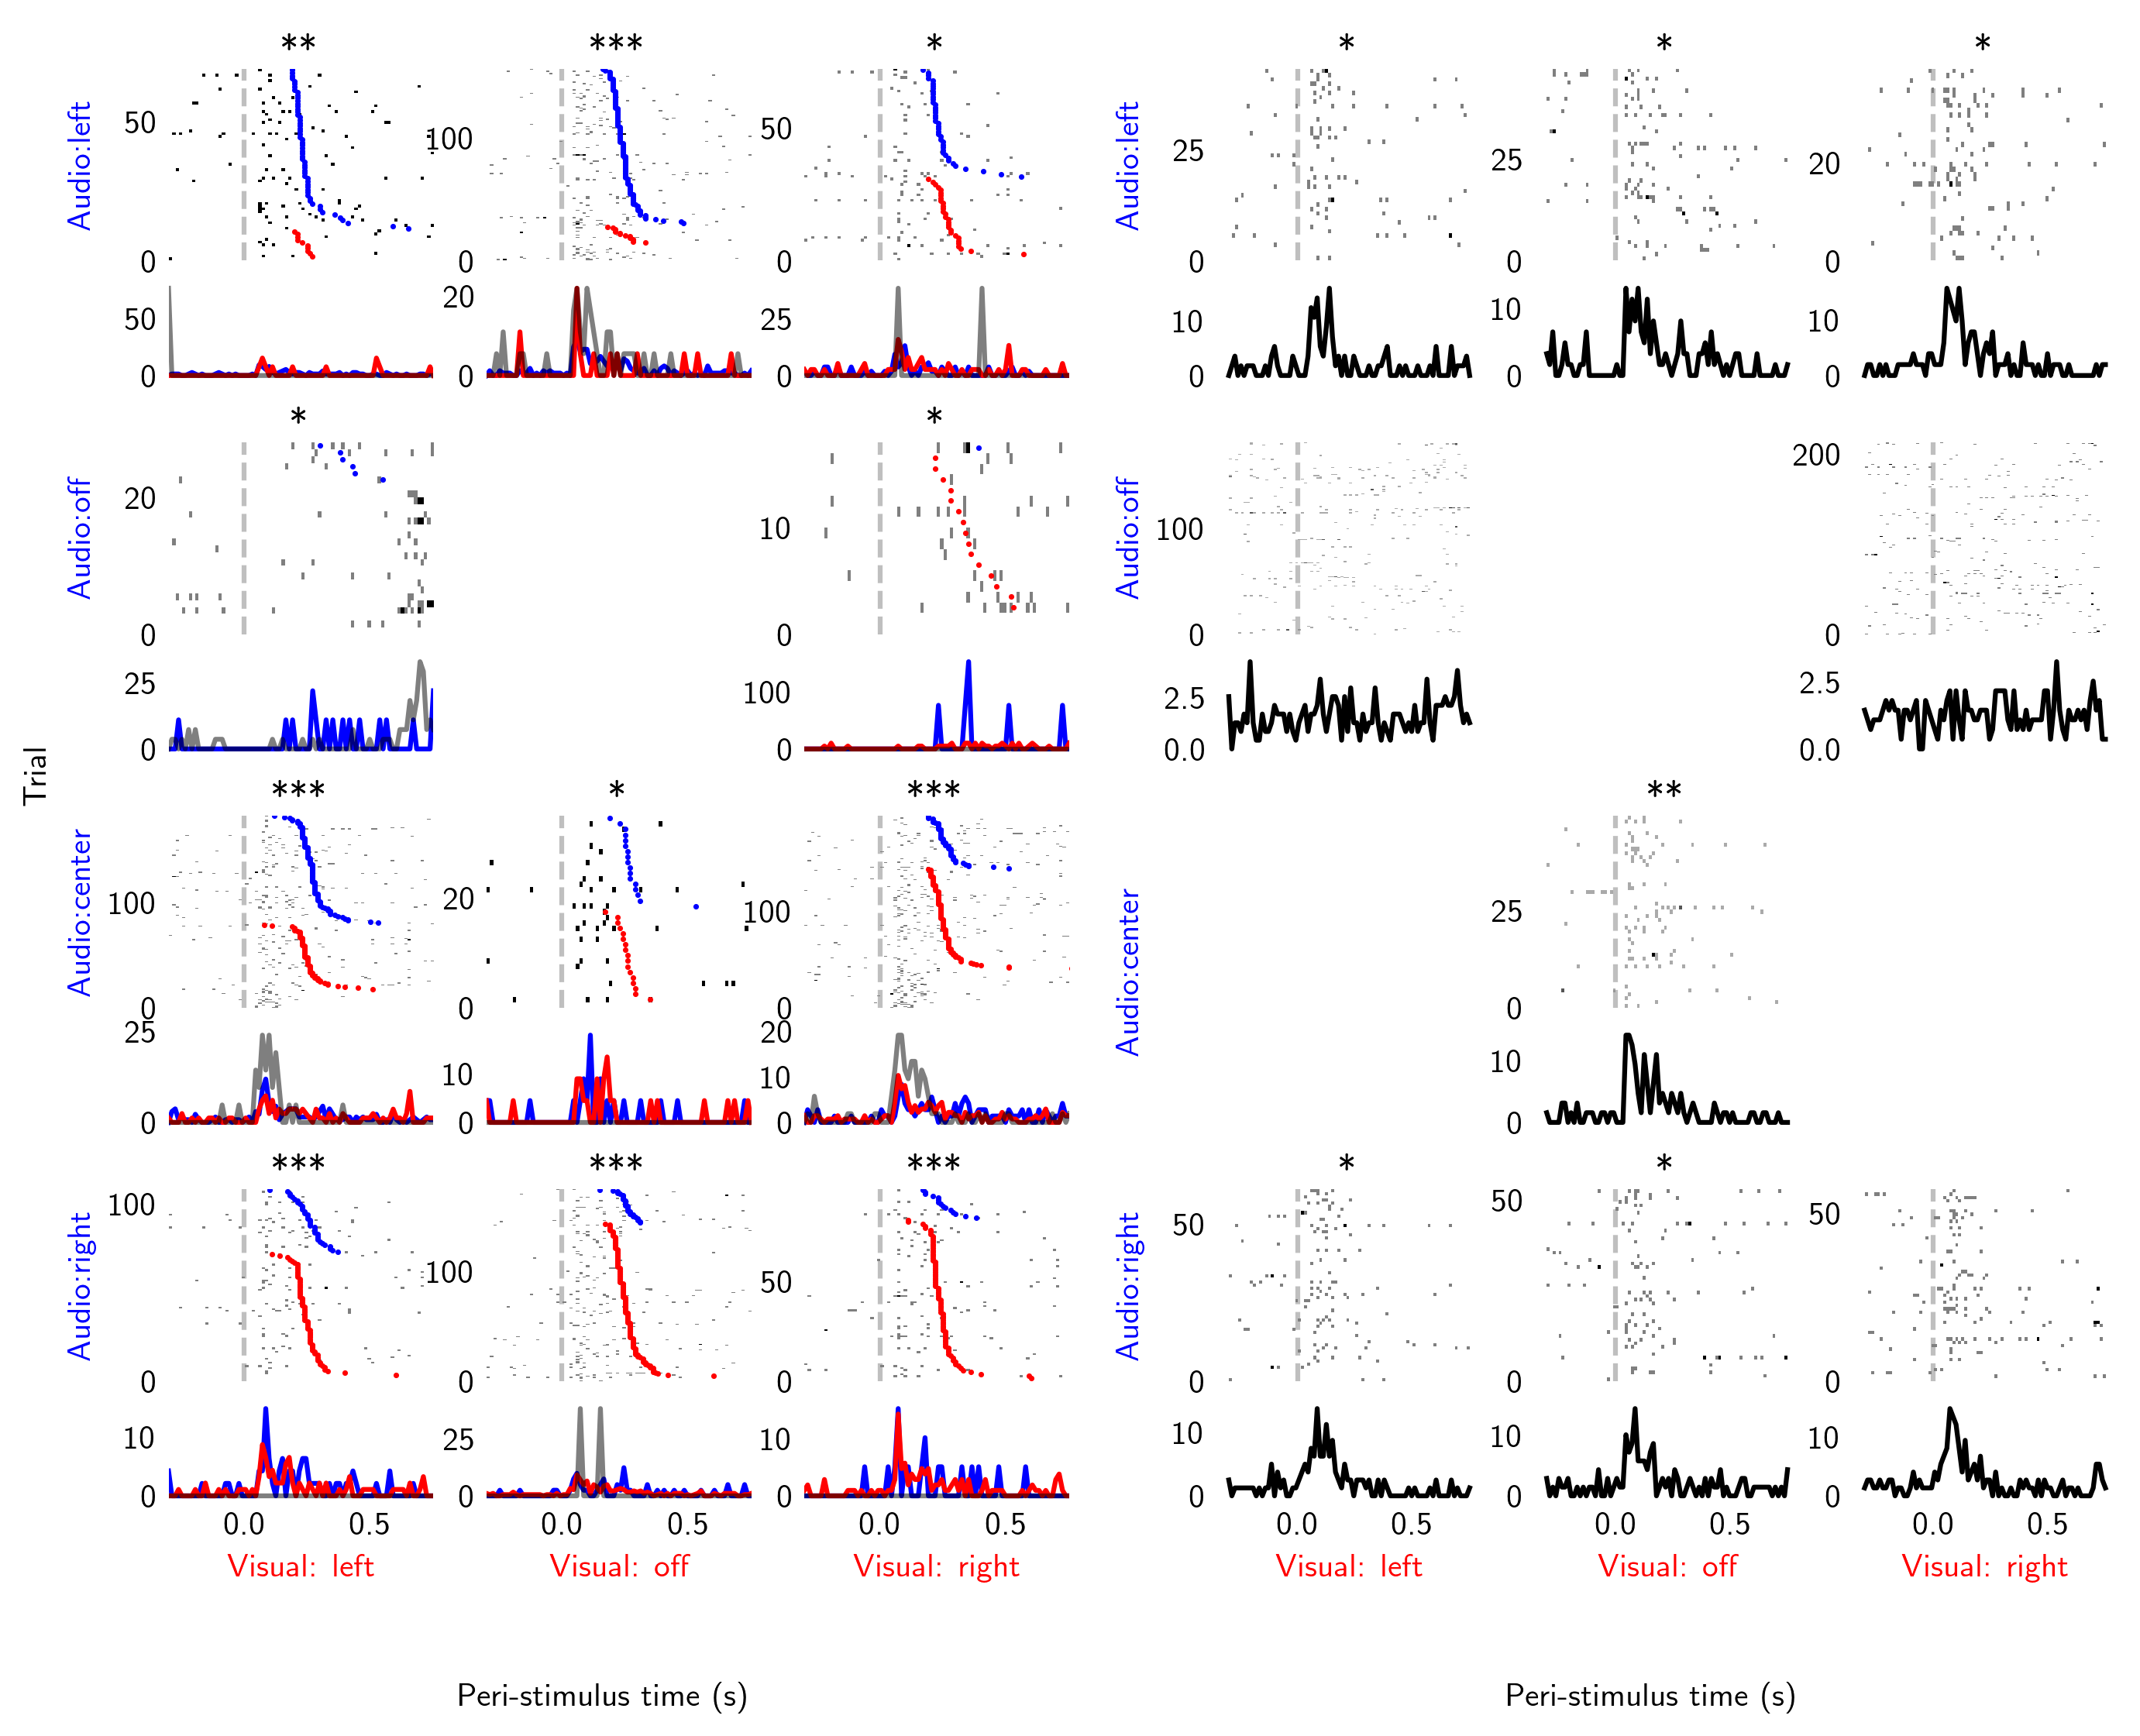 ** *** * * * *
Audio:left 50 0 100 0 50 0 Audio:left 25 0 25 0 20 0
50 0 20 0 25 0 10 0 10 0 10 0
* *
Audio:off 20 0 10 0 Audio:off 100 0 200 0
25 0 100 0 2.5 0.0 2.5 0.0
Trial
*** * *** **
Audio:center 100 0 20 0 100 0 Audio:center 25 0
25 0 10 0 20 10 0 10 0
*** *** *** * *
Audio:right 100 0 100 0 50 0 Audio:right 50 0 50 0 50 0
10 0 25 0 10 0 10 0 10 0 10 0
0.0 0.5 0.0 0.5 0.0 0.5 0.0 0.5 0.0 0.5 0.0 0.5
Visual: left Visual: off Visual: right Visual: left Visual: off Visual: right
Peri-stimulus time (s) Peri-stimulus time (s)